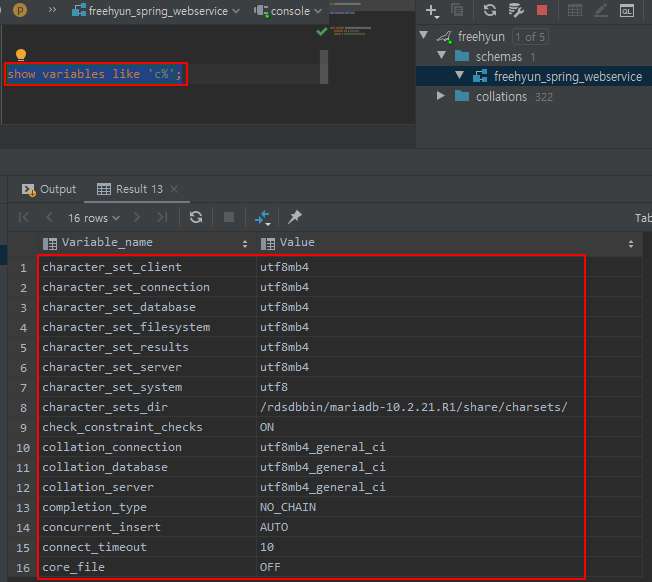 freehyun_spring_webservice console
show variables like 'c%';
freehyun 1 of 5
schemas 1
freehyun_spring_webservice
collations 322
Output Result 13
16 rows
Tab
Variable_name Value
1 character_set_client utf8mb4
2 character_set_connection utf8mb4
3 character_set_database utf8mb4
4 character_set_filesystem utf8mb4
5 character_set_results utf8mb4
6 character_set_server utf8mb4
7 character_set_system utf8
8 character_sets_dir /rdsdbbin/mariadb-10.2.21.R1/share/charsets/
9 check_constraint_checks ON
10 collation_connection utf8mb4_general_ci
11 collation_database utf8mb4_general_ci
12 collation_server utf8mb4_general_ci
13 completion_type NO_CHAIN
14 concurrent_insert AUTO
15 connect_timeout 10
16 core_file OFF